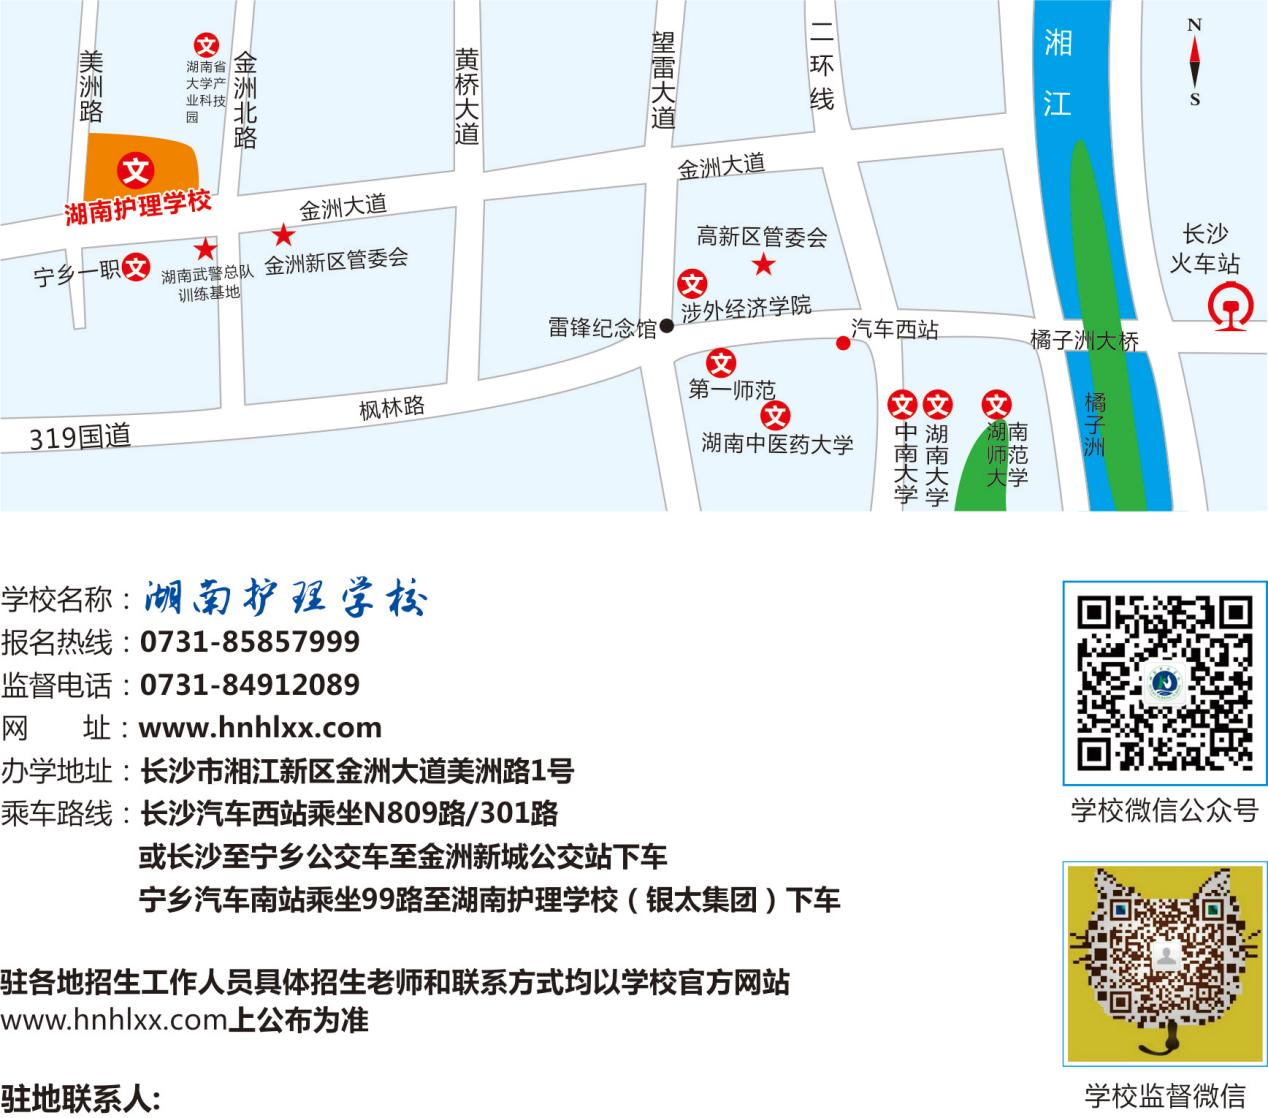 美洲路
文
湖南省
大学产
业科技
园
金洲北路
黄桥大道
望雷大道
二环线
湘江
N
S
文
湖南护理学校
金洲大道
金洲大道
宁乡一职
文
湖南武警总队
训练基地
金洲新区管委会
高新区管委会
文
涉外经济学院
雷锋纪念馆
汽车西站
长沙
火车站
橘子洲大桥
文
第一师范
文
湖南中医药大学
文
中南大学
文
湖南大学
文
湖南
师范
大学
橘子洲
枫林路
319国道
学校名称：湖南护理学校
报名热线：0731-85857999
监督电话：0731-84912089
网 址：www.hnhlxx.com
办学地址：长沙市湘江新区金洲大道美洲路1号
乘车路线：长沙汽车西站乘坐N809路/301路
或长沙至宁乡公交车至金洲新城公交站下车
宁乡汽车南站乘坐99路至湖南护理学校（银太集团）下车
学校微信公众号
驻各地招生工作人员具体招生老师和联系方式均以学校官方网站
www.hnhlxx.com上公布为准
驻地联系人:
学校监督微信